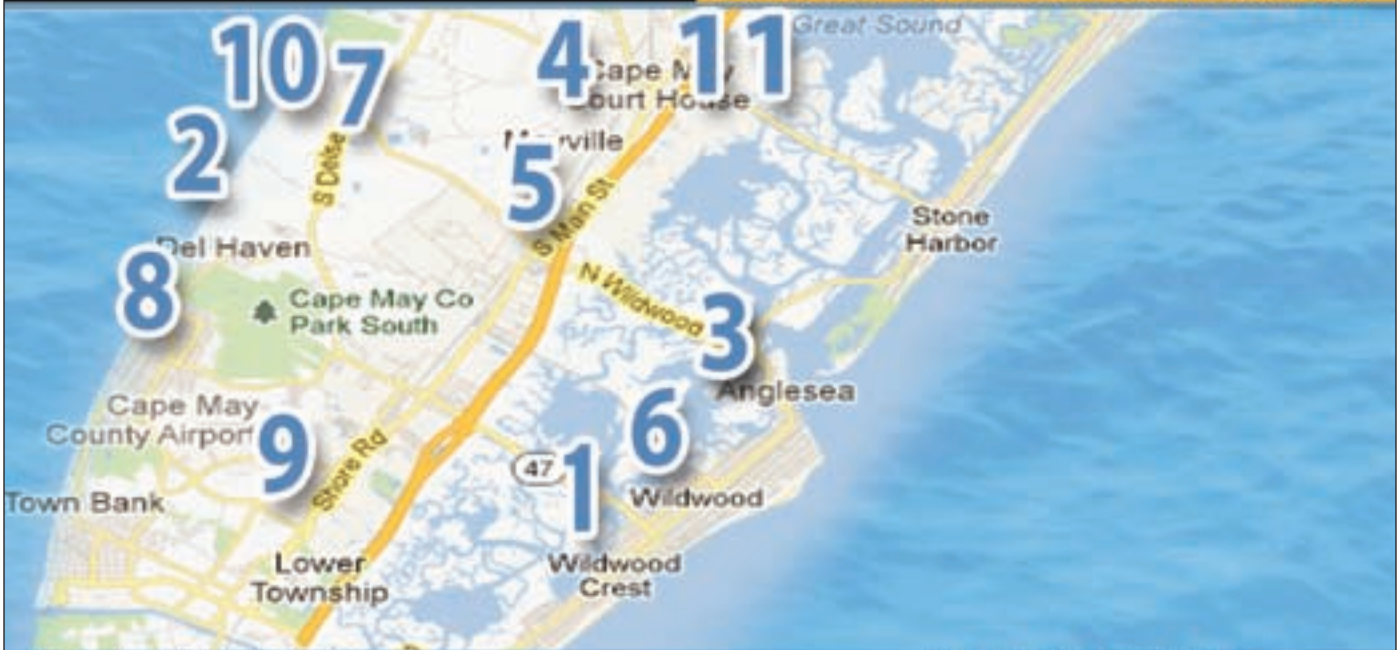 Great Sound
10
7
4
11
Cape May
Court House
2
Mayville
5
S Delse
S Main St
Stone
Harbor
Del Haven
8
Cape May Co
Park South
N Wildwood
3
Anglesea
Cape May
County Airport
9
6
Shore Rd
47
1
Town Bank
Wildwood
Lower
Township
Wildwood
Crest